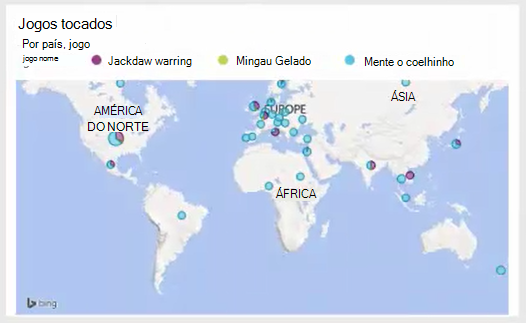 Jogos tocados
Por país, jogo
jogo nome
Jackdaw warring
Mingau Gelado
Mente o coelhinho
AMÉRICA
DO NORTE
EUROPE
ÁSIA
ÁFRICA
bing